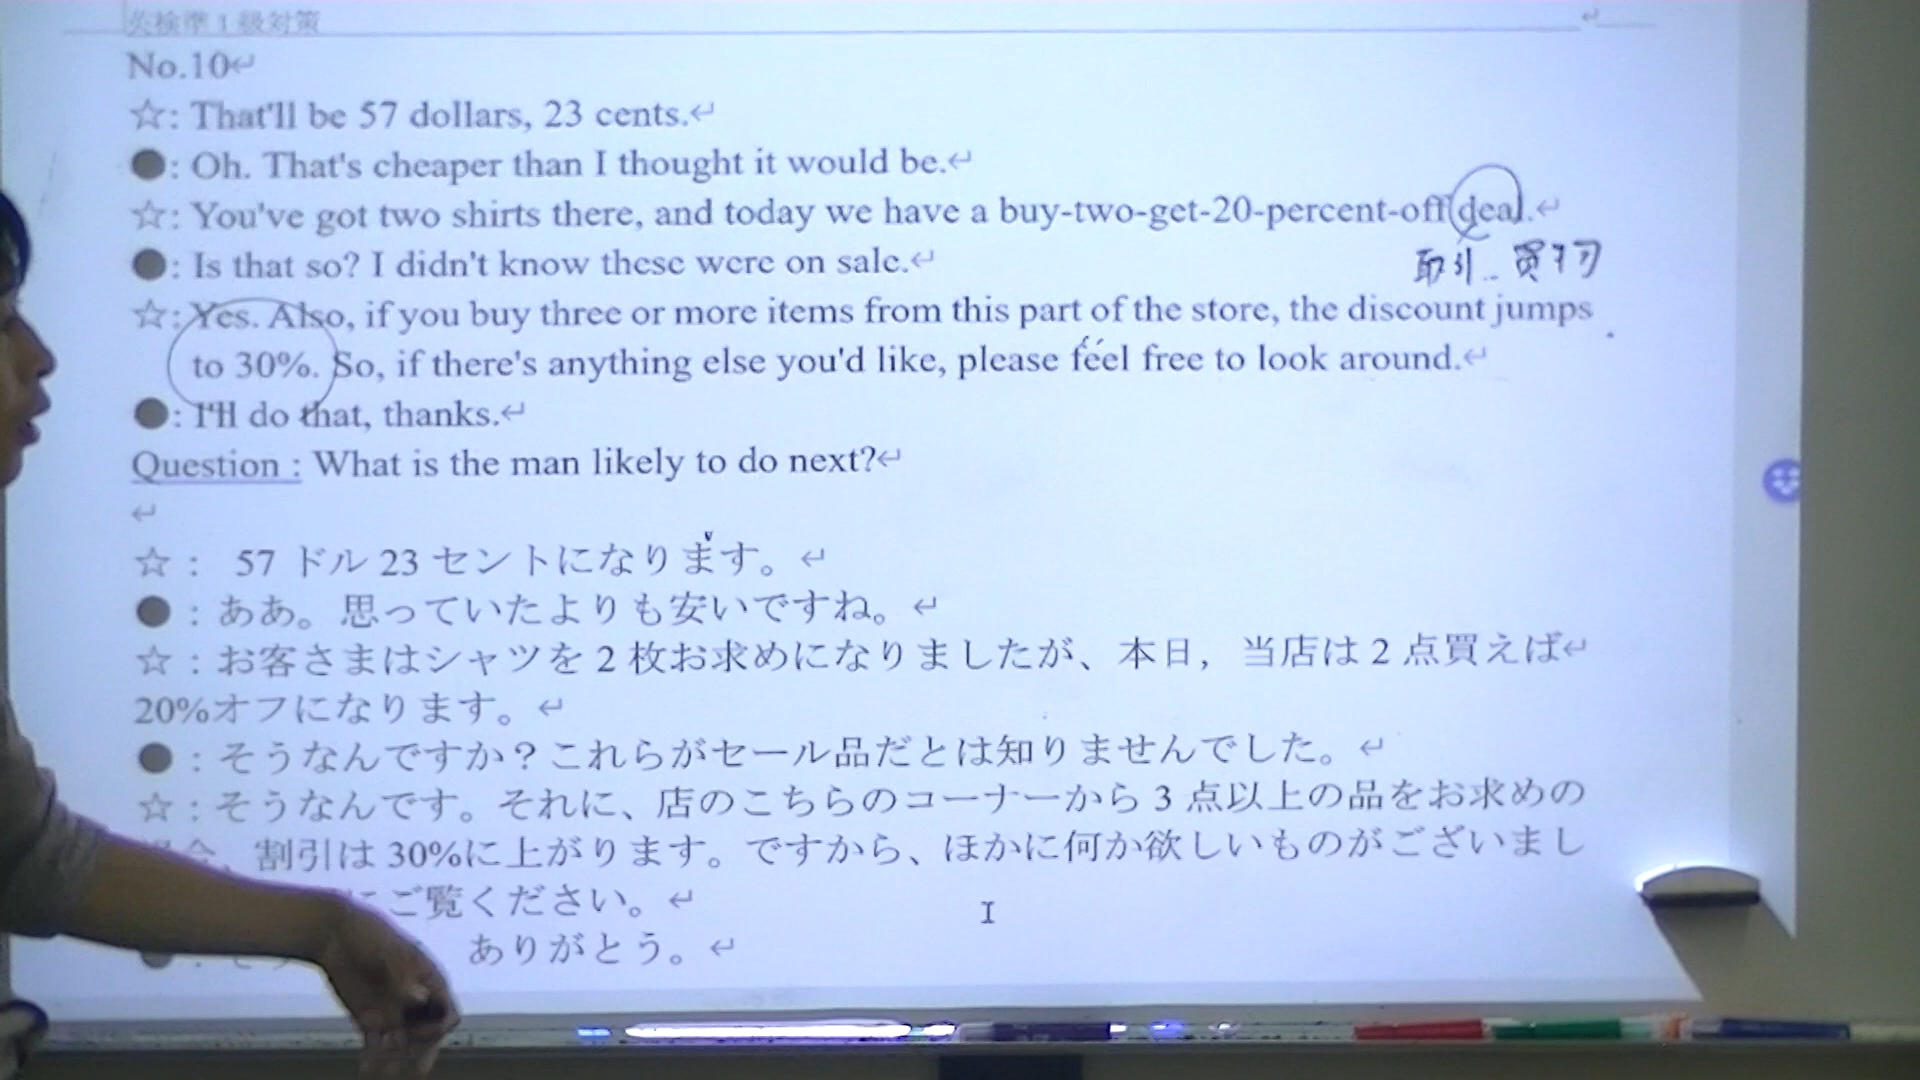 英検準1級対策
No.10
☆: That'll be 57 dollars, 23 cents.
●: Oh. That's cheaper than I thought it would be.
☆: You've got two shirts there, and today we have a buy-two-get-20-percent-off deal.
取引
●: Is that so? I didn't know these were on sale.
☆: Yes. Also, if you buy three or more items from this part of the store, the discount jumps
to 30%. So, if there's anything else you'd like, please feel free to look around.
●: I'll do that, thanks.
Question : What is the man likely to do next?
☆： 57 ドル 23 セントになります。
●：ああ。思っていたよりも安いですね。
☆：お客さまはシャツを 2 枚お求めになりましたが、本日，当店は 2 点買えば
20%オフになります。
●：そうなんですか？これらがセール品だとは知りませんでした。
☆：そうなんです。それに、店のこちらのコーナーから 3 点以上の品をお求めの
、割引は 30%に上がります。ですから、ほかに何か欲しいものがございまし
にご覧ください。
●： ありがとう。